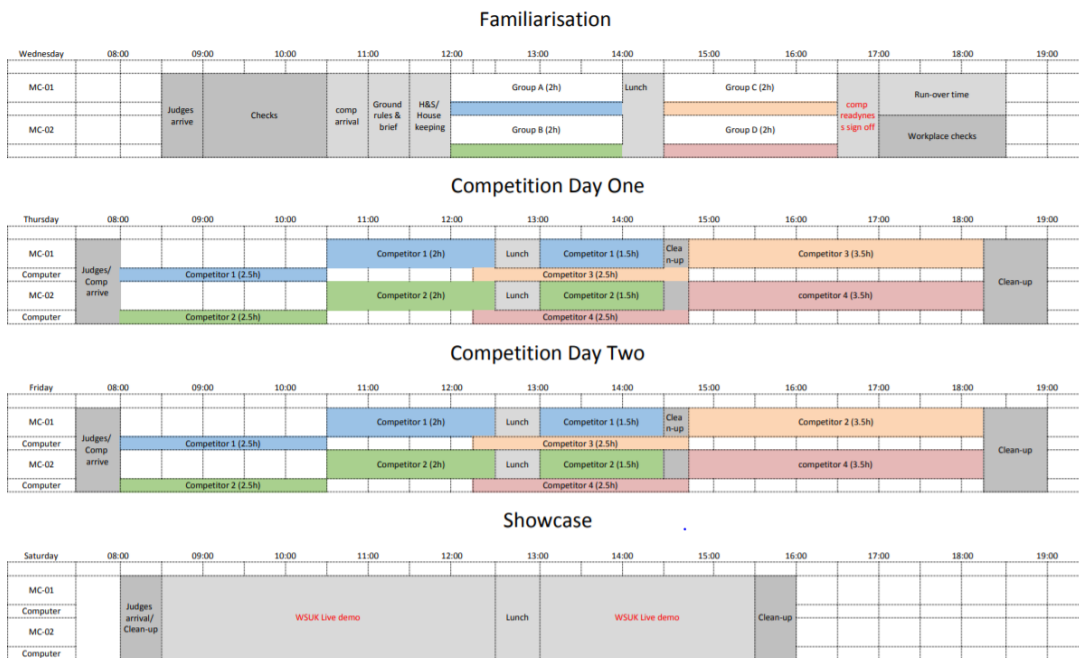 Familiarisation
Wednesday 08:00 09:00 10:00 11:00 12:00 13:00 14:00 15:00 16:00 17:00 18:00 19:00
MC-01
MC-02
Judges
arrive
Checks
comp
arrival
Ground
rules &
brief
H&S/
House
keeping
Group A (2h)
Group B (2h)
Lunch
Group C (2h)
Group D (2h)
comp
readynes
s sign off
Run-over time
Workplace checks
Competition Day One
Thursday 08:00 09:00 10:00 11:00 12:00 13:00 14:00 15:00 16:00 17:00 18:00 19:00
MC-01
Computer
MC-02
Computer
Judges/
Comp
arrive
Competitor 1 (2h)
Lunch
Competitor 1 (1.5h)
Clea
n-up
Competitor 3 (3.5h)
Competitor 1 (2.5h)
Competitor 3 (2.5h)
Competitor 2 (2h)
Lunch
Competitor 2 (1.5h)
competitor 4 (3.5h)
Competitor 2 (2.5h)
Competitor 4 (2.5h)
Clean-up
Competition Day Two
Friday 08:00 09:00 10:00 11:00 12:00 13:00 14:00 15:00 16:00 17:00 18:00 19:00
MC-01
Computer
MC-02
Computer
Judges/
Comp
arrive
Competitor 1 (2h)
Lunch
Competitor 1 (1.5h)
Clea
n-up
Competitor 2 (3.5h)
Competitor 1 (2.5h)
Competitor 3 (2.5h)
Competitor 2 (2h)
Lunch
Competitor 2 (1.5h)
competitor 4 (3.5h)
Competitor 2 (2.5h)
Competitor 4 (2.5h)
Clean-up
Showcase
Saturday 08:00 09:00 10:00 11:00 12:00 13:00 14:00 15:00 16:00 17:00 18:00 19:00
MC-01
Computer
MC-02
Computer
Judges
arrival/
Clean-up
WSUK Live demo
Lunch
WSUK Live demo
Clean-up